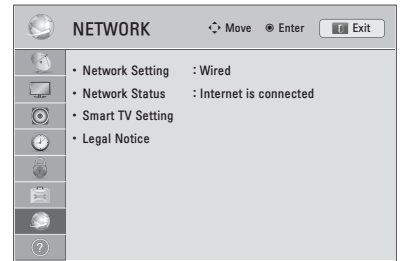 NETWORK Move Enter Exit
• Network Setting : Wired
• Network Status : Internet is connected
• Smart TV Setting
• Legal Notice
?